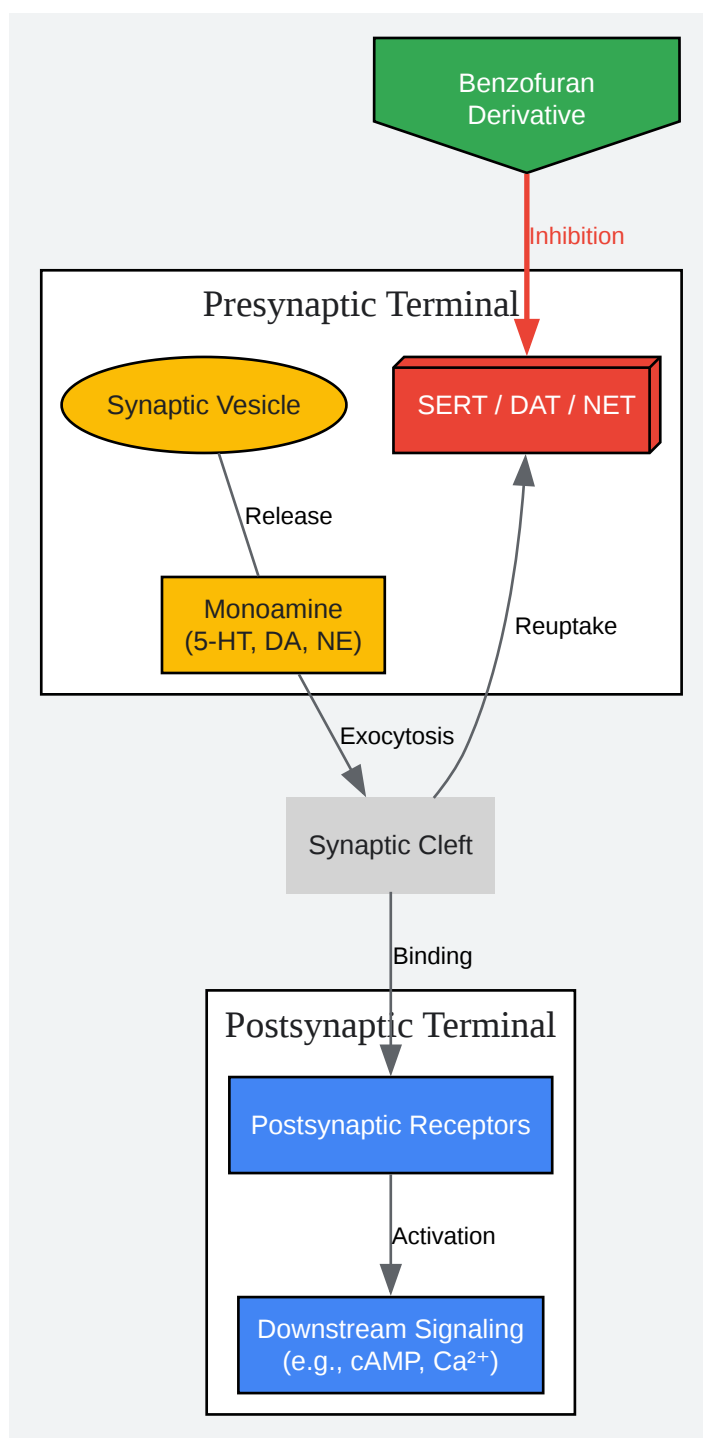 Benzofuran
Derivative
Inhibition
Presynaptic Terminal
Synaptic Vesicle
SERT / DAT / NET
Release
Monoamine
(5-HT, DA, NE)
Reuptake
Exocytosis
Synaptic Cleft
Binding
Postsynaptic Terminal
Postsynaptic Receptors
Activation
Downstream Signaling
(e.g., cAMP, Ca²⁺)